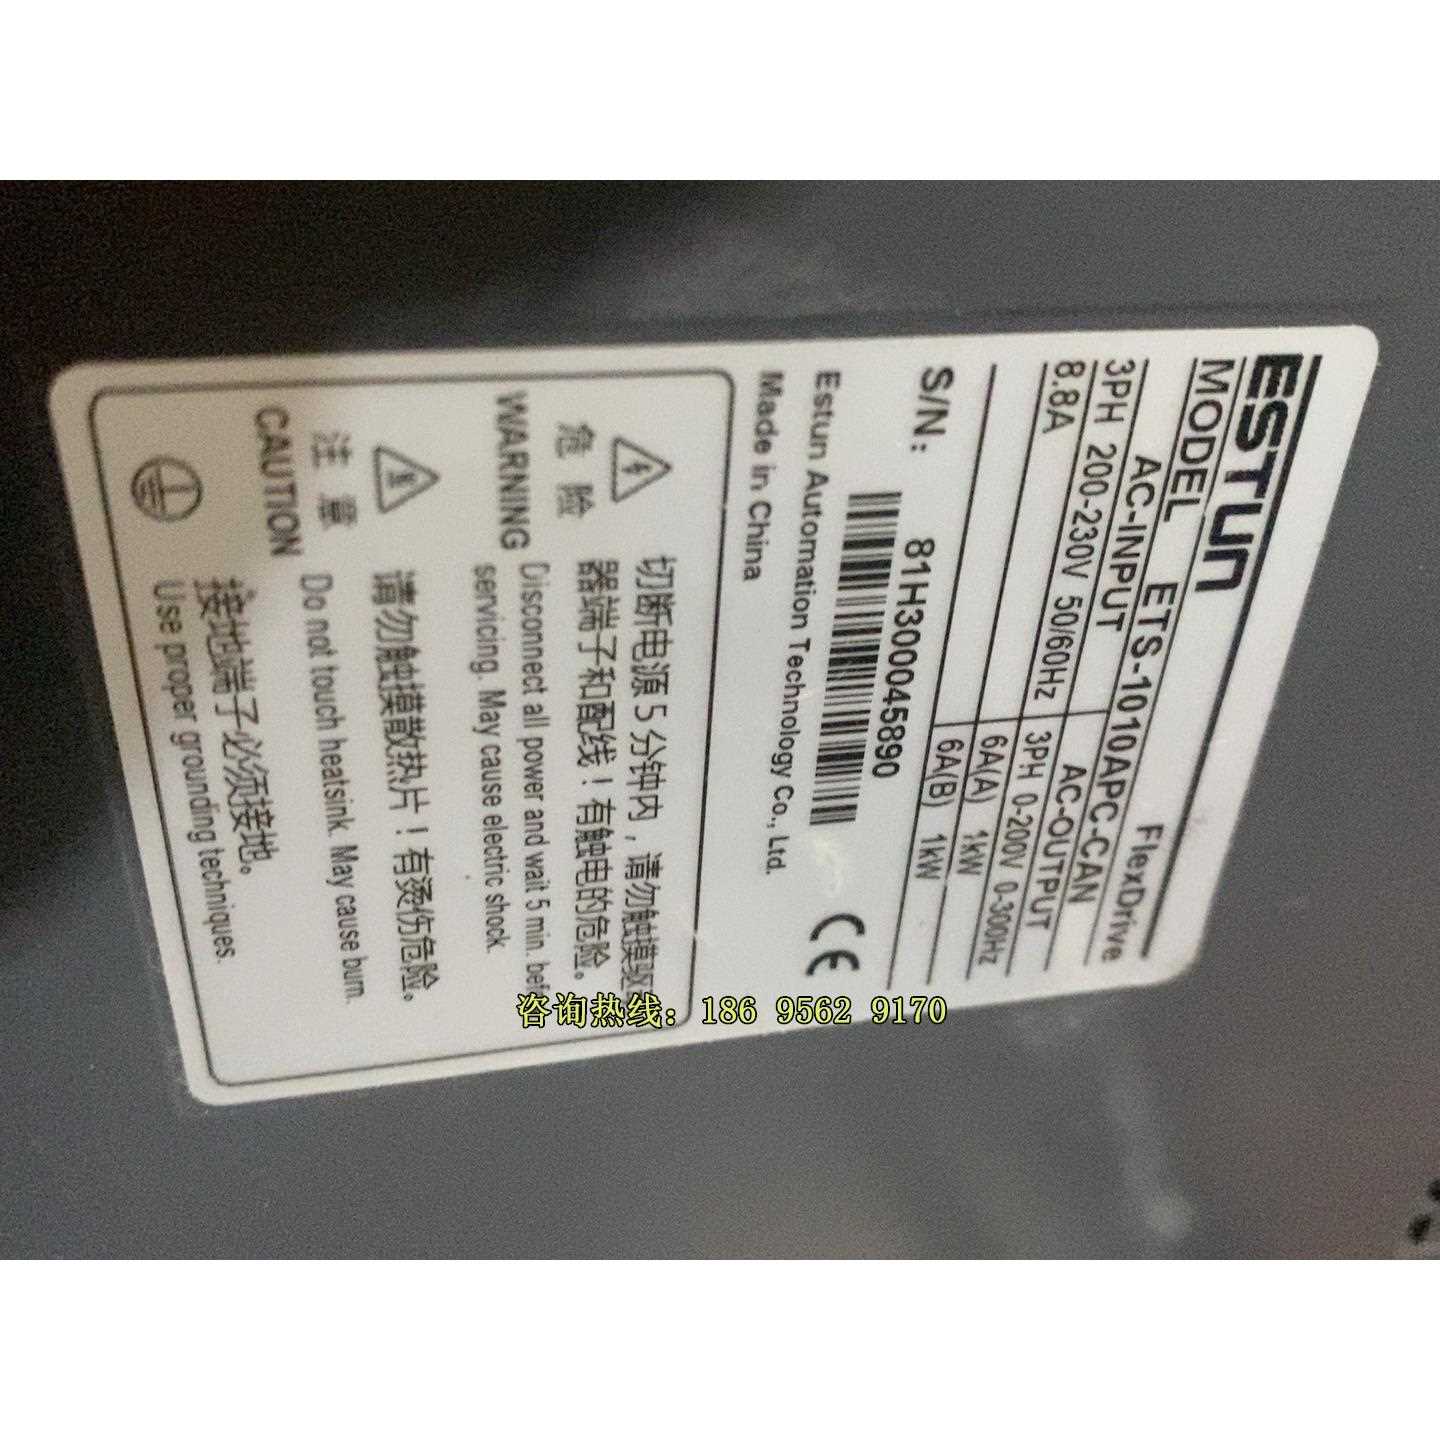 ESTUN
FlexDrive
MODEL ETS-1010APC-CAN
AC-INPUT AC-OUTPUT
3PH 200-230V 50/60Hz 3PH 0-200V 0-300Hz
8.8A 6A(A) 1kW
6A(B) 1kW
S/N: 81H300045890
Estun Automation Technology Co., Ltd.
Made in China
CE
危 险
WARNING
切断电源5分钟内，请勿触摸驱动
器端子和配线！有触电的危险。
Disconnect all power and wait 5 min. before
servicing. May cause electric shock.
注 意
CAUTION
请勿触摸散热片！有烫伤危险。
Do not touch heatsink. May cause burn.
接地端子必须接地。
Use proper grounding techniques.
咨询热线：186 9562 9170